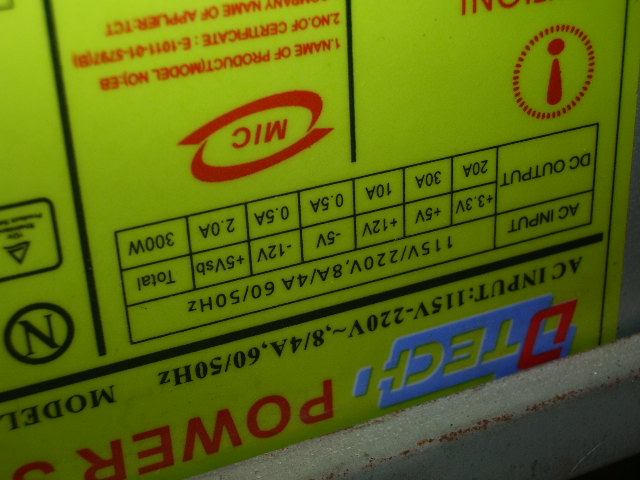 POWER S
DTECH
MODEL
AC INPUT:115V-220V~,8/4A,60/50Hz
AC INPUT 115V/220V,8A/4A 60/50Hz
DC OUTPUT +3.3V +5V +12V -5V -12V +5Vsb Total
20A 30A 10A 0.5A 0.5A 2.0A 300W
N
MIC
1.NAME OF PRODUCT(MODEL NO):EB
2.NO.OF CERTIFICATE : E-1011-01-3797(B)
COMPANY NAME OF APPLIER:TCT